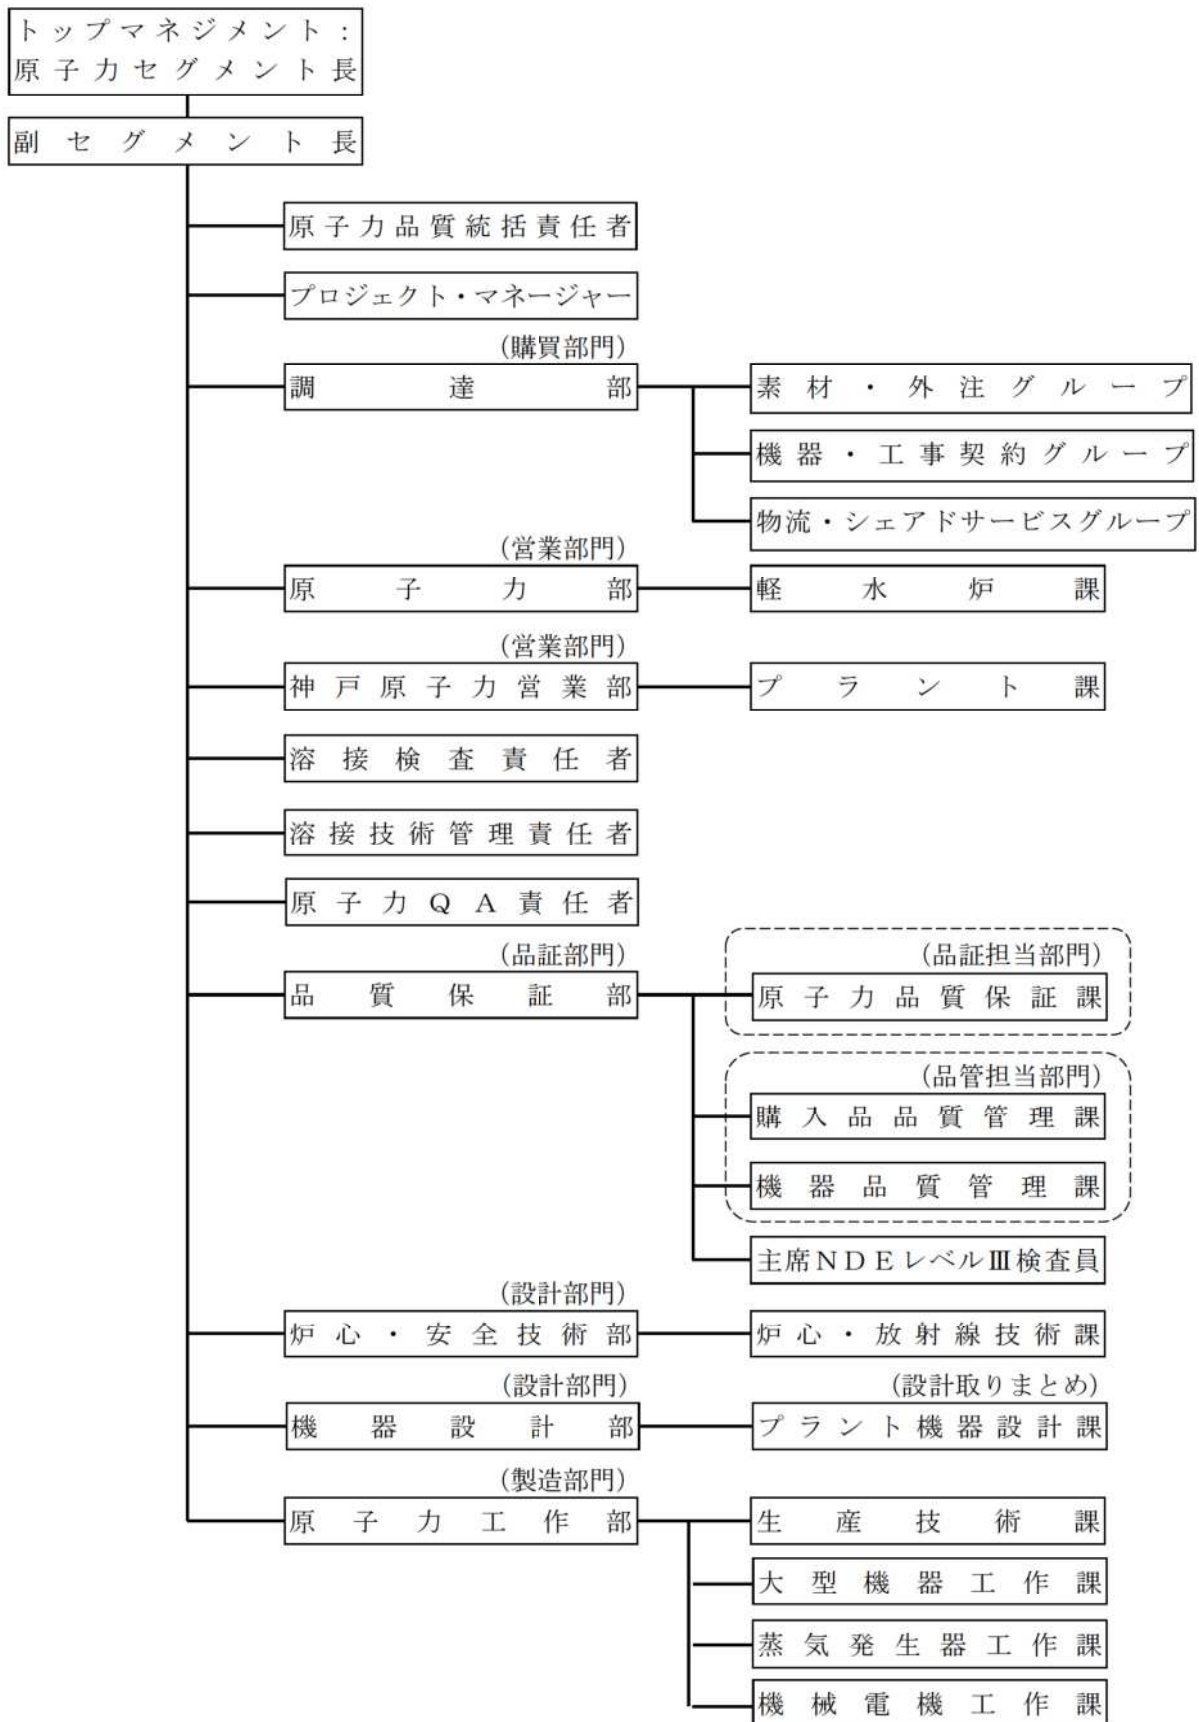 トップマネジメント：
原子力セグメント長
副セグメント長
原子力品質統括責任者
プロジェクト・マネージャー
（購買部門）
調達部
素材・外注グループ
機器・工事契約グループ
物流・シェアドサービスグループ
（営業部門）
原子力部
軽水炉課
（営業部門）
神戸原子力営業部
プラント課
溶接検査責任者
溶接技術管理責任者
原子力ＱＡ責任者
（品証部門）
品質保証部
（品証担当部門）
原子力品質保証課
（品管担当部門）
購入品品質管理課
機器品質管理課
主席ＮＤＥレベルⅢ検査員
（設計部門）
炉心・安全技術部
炉心・放射線技術課
（設計部門）
機器設計部
（設計取りまとめ）
プラント機器設計課
（製造部門）
原子力工作部
生産技術課
大型機器工作課
蒸気発生器工作課
機械電機工作課